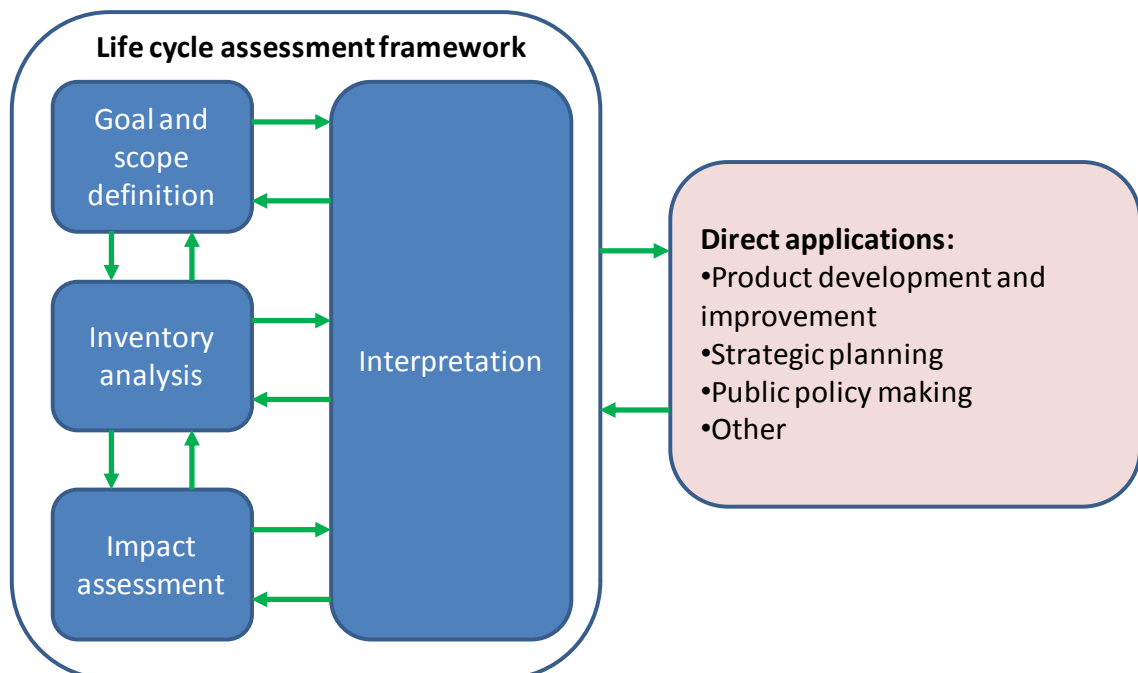 Life cycle assessment framework
Goal and
scope
definition
Inventory
analysis
Impact
assessment
Interpretation
Direct applications:
•Product development and
improvement
•Strategic planning
•Public policy making
•Other